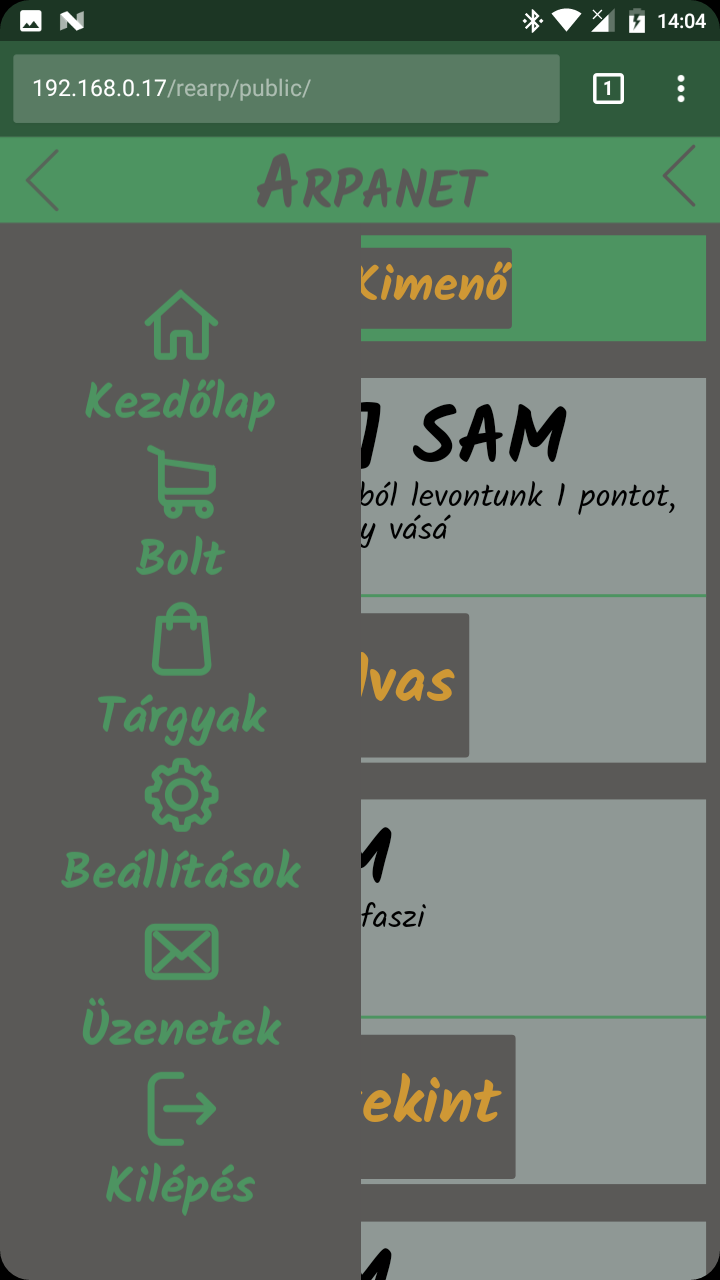 14:04
192.168.0.17/rearp/public/
1
ARPANET
Kimenő
Kezdőlap
SAM
ból levontunk 1 pontot,
y vásá
Bolt
Tárgyak
lvas
Beállítások
M
faszi
Üzenetek
ekint
Kilépés
M